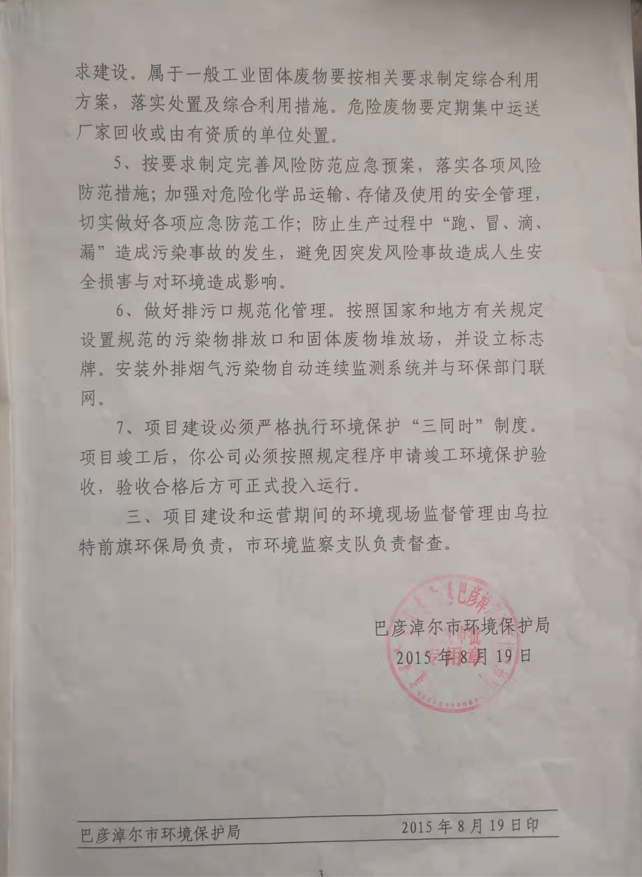 求建设。属于一般工业固体废物要按相关要求制定综合利用
方案，落实处置及综合利用措施。危险废物要定期集中运送
厂家回收或由有资质的单位处置。
5、按要求制定完善风险防范应急预案，落实各项风险
防范措施；加强对危险化学品运输、存储及使用的安全管理，
切实做好各项应急防范工作；防止生产过程中“跑、冒、滴、
漏”造成污染事故的发生，避免因突发风险事故造成人生安
全损害与对环境造成影响。
6、做好排污口规范化管理。按照国家和地方有关规定
设置规范的污染物排放口和固体废物堆放场，并设立标志
牌。安装外排烟气污染物自动连续监测系统并与环保部门联
网。
7、项目建设必须严格执行环境保护“三同时”制度。
项目竣工后，你公司必须按照规定程序申请竣工环境保护验
收，验收合格后方可正式投入运行。
三、项目建设和运营期间的环境现场监督管理由乌拉
特前旗环保局负责，市环境监察支队负责督查。
巴彦淖尔市环境保护局
2015年8月19日
专用章
巴彦淖尔市环境保护局
2015年8月19日印
3